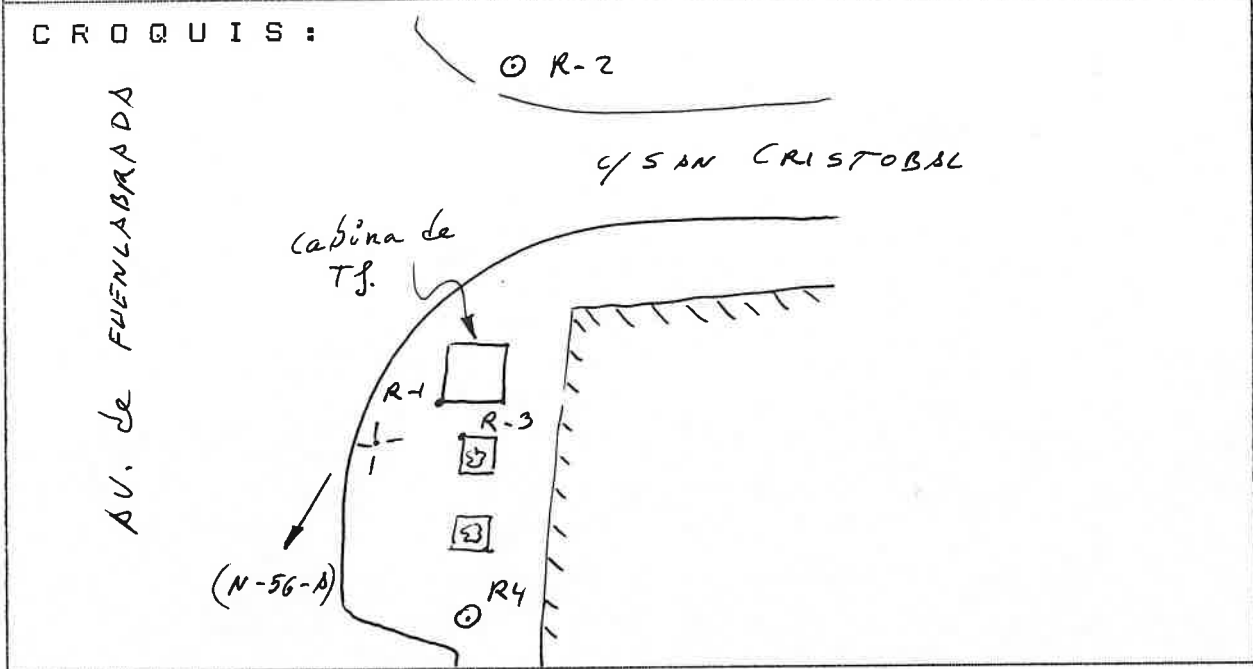 CROQUIS:
R-2
AV. de FUENLABRADA
c/ SAN CRISTOBAL
Cabina de
Tf.
R-1
R-3
(N-56-A)
R4